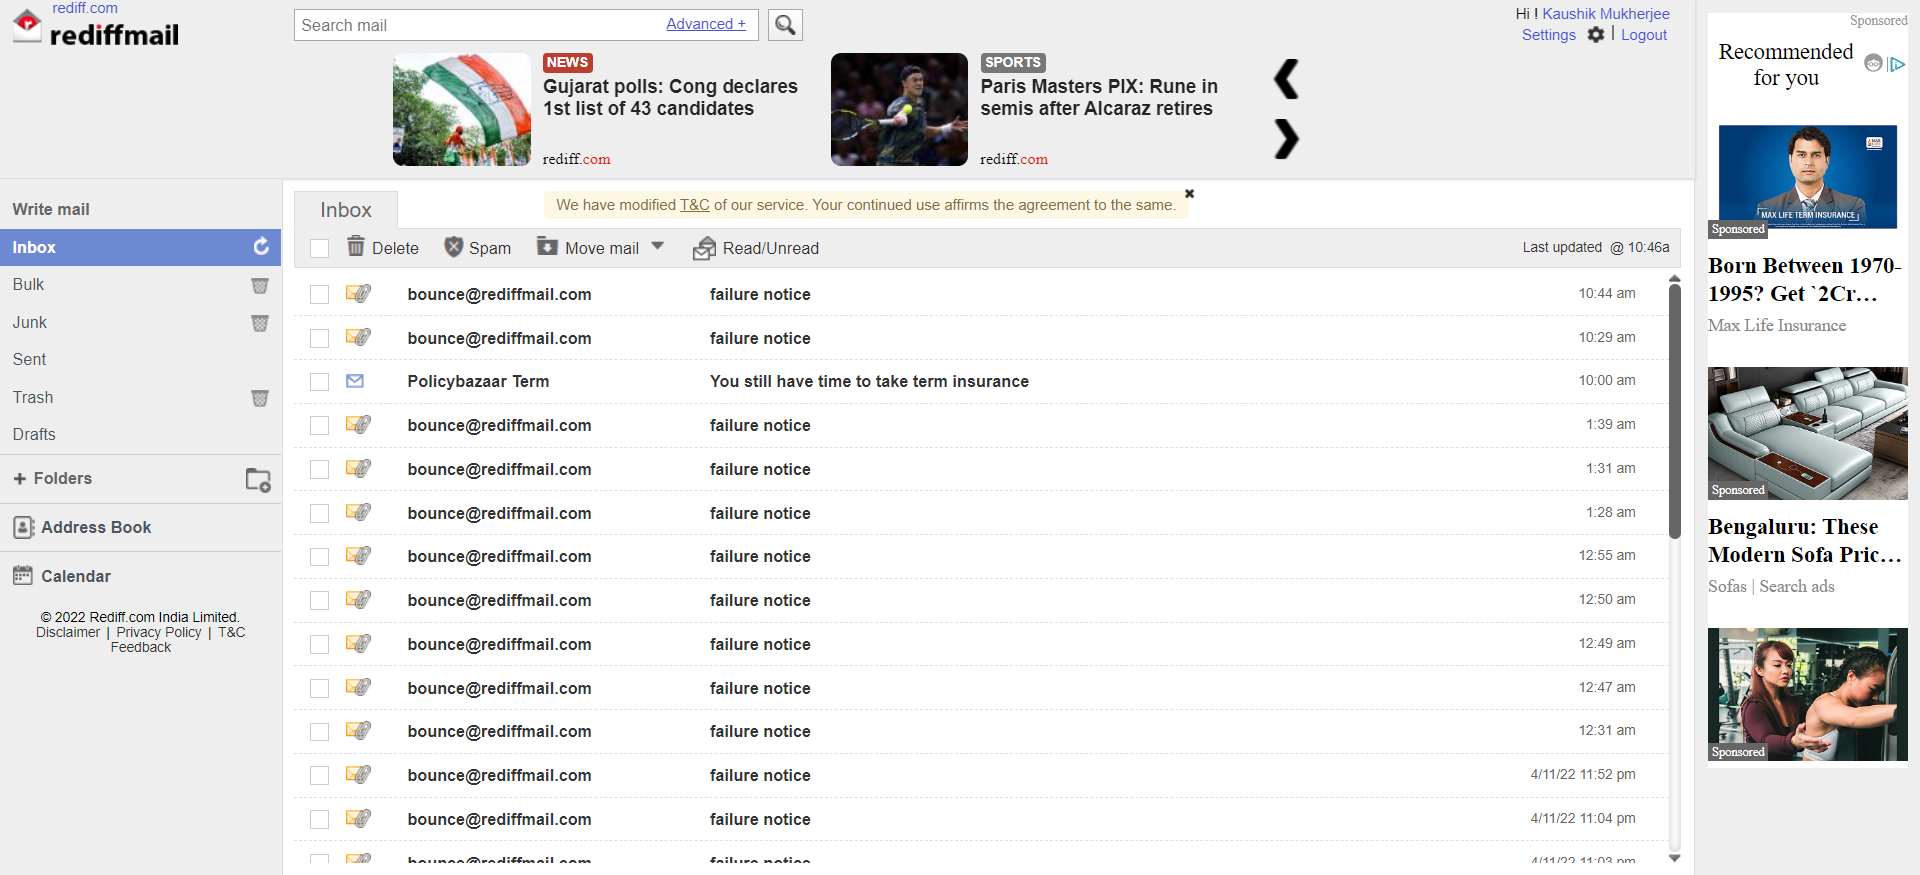 rediff.com
rediffmail
Search mail
Advanced +
Hi ! Kaushik Mukherjee
Settings | Logout
NEWS
Gujarat polls: Cong declares
1st list of 43 candidates
rediff.com
SPORTS
Paris Masters PIX: Rune in
semis after Alcaraz retires
rediff.com
Write mail
Inbox
Bulk
Junk
Sent
Trash
Drafts
+ Folders
Address Book
Calendar
© 2022 Rediff.com India Limited.
Disclaimer | Privacy Policy | T&C
Feedback
Inbox
We have modified T&C of our service. Your continued use affirms the agreement to the same.
Delete Spam Move mail Read/Unread Last updated @ 10:46a
bounce@rediffmail.com failure notice 10:44 am
bounce@rediffmail.com failure notice 10:29 am
Policybazaar Term You still have time to take term insurance 10:00 am
bounce@rediffmail.com failure notice 1:39 am
bounce@rediffmail.com failure notice 1:31 am
bounce@rediffmail.com failure notice 1:28 am
bounce@rediffmail.com failure notice 12:55 am
bounce@rediffmail.com failure notice 12:50 am
bounce@rediffmail.com failure notice 12:49 am
bounce@rediffmail.com failure notice 12:47 am
bounce@rediffmail.com failure notice 12:31 am
bounce@rediffmail.com failure notice 4/11/22 11:52 pm
bounce@rediffmail.com failure notice 4/11/22 11:04 pm
bounce@rediffmail.com failure notice 4/11/22 11:03 pm
Sponsored
Recommended
for you
MAX LIFE TERM INSURANCE
Sponsored
Born Between 1970-
1995? Get `2Cr…
Max Life Insurance
Sponsored
Bengaluru: These
Modern Sofa Pric…
Sofas | Search ads
Sponsored